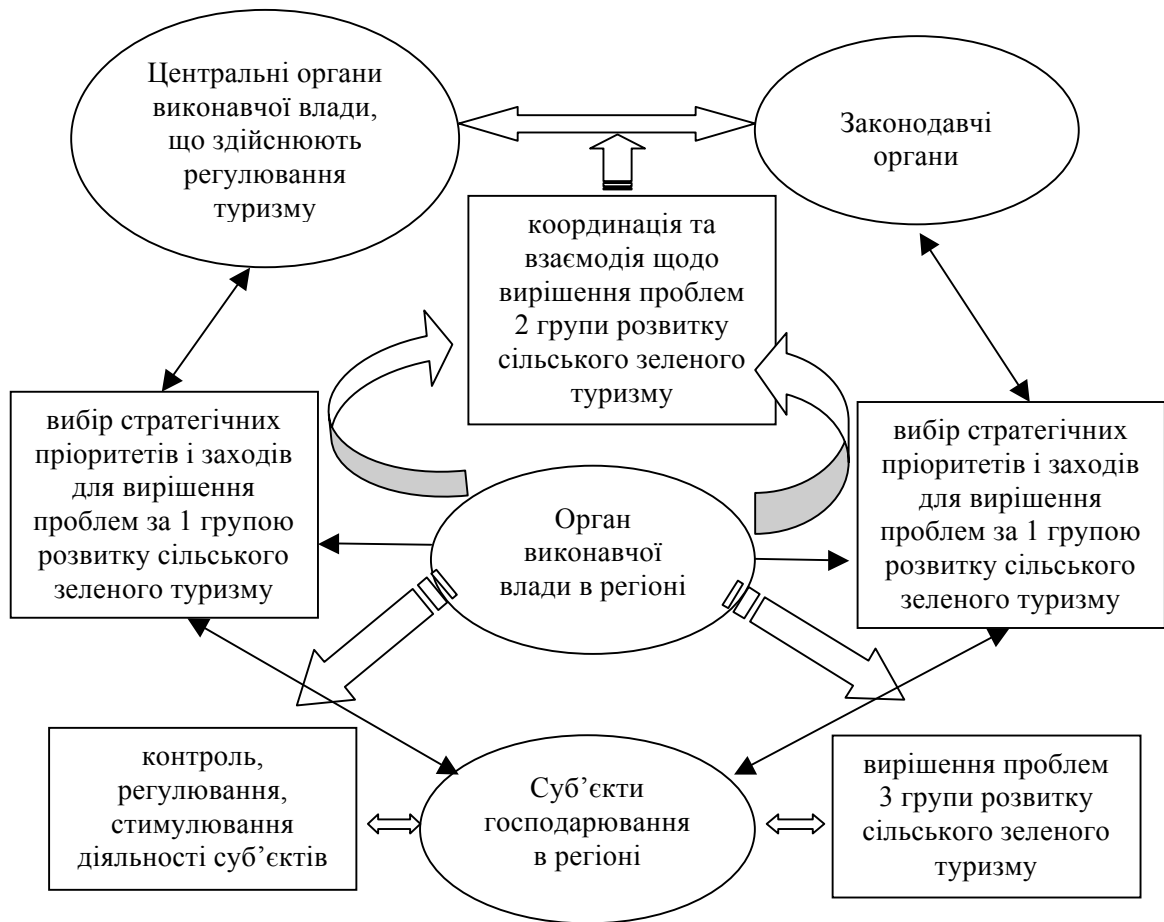 Центральні органи
виконавчої влади,
що здійснюють
регулювання
туризму
Законодавчі
органи
координація та
взаємодія щодо
вирішення проблем
2 групи розвитку
сільського зеленого
туризму
вибір стратегічних
пріоритетів і заходів
для вирішення
проблем за 1 групою
розвитку сільського
зеленого туризму
Орган
виконавчої
влади в регіоні
вибір стратегічних
пріоритетів і заходів
для вирішення
проблем за 1 групою
розвитку сільського
зеленого туризму
контроль,
регулювання,
стимулювання
діяльності суб’єктів
Суб’єкти
господарювання
в регіоні
вирішення проблем
3 групи розвитку
сільського зеленого
туризму